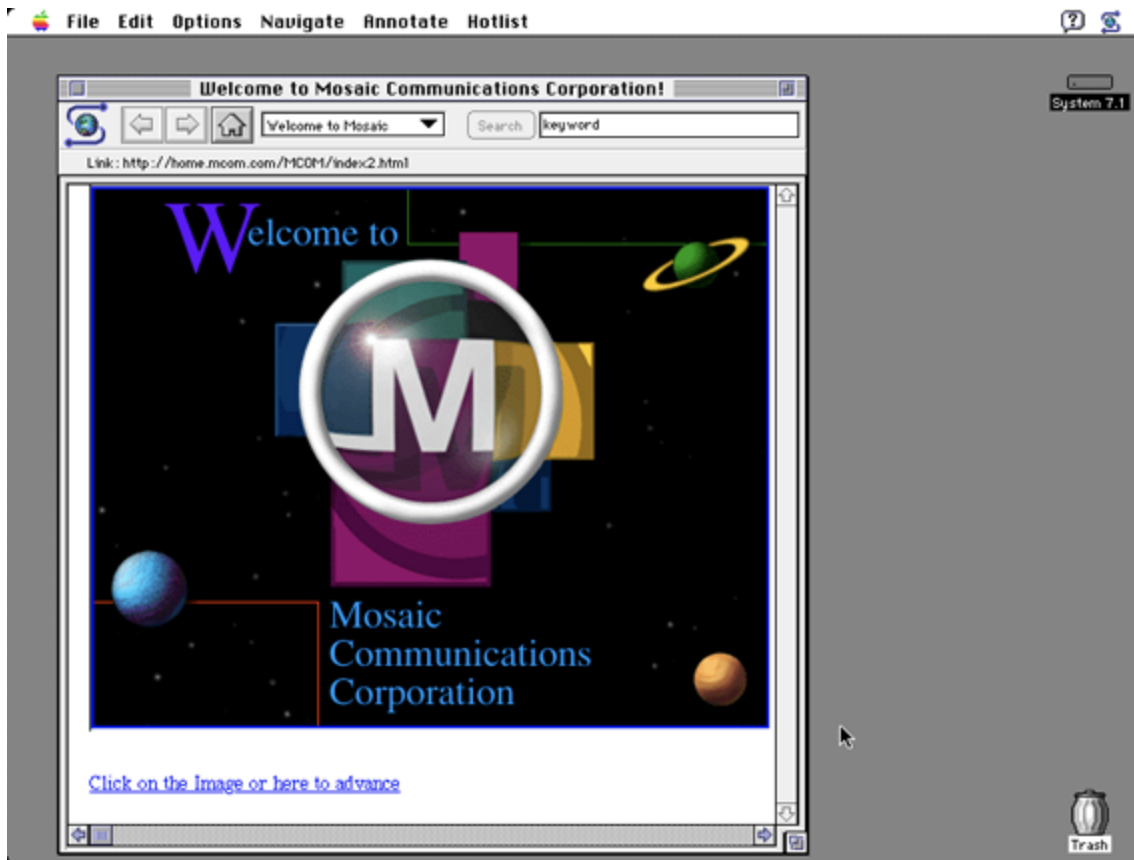 File Edit Options Navigate Annotate Hotlist
Welcome to Mosaic Communications Corporation!
System 7.1
Welcome to Mosaic
Search
keyword
Link: http://home.mcom.com/MCOM/index2.html
Welcome to
M
Mosaic
Communications
Corporation
Click on the Image or here to advance
Trash